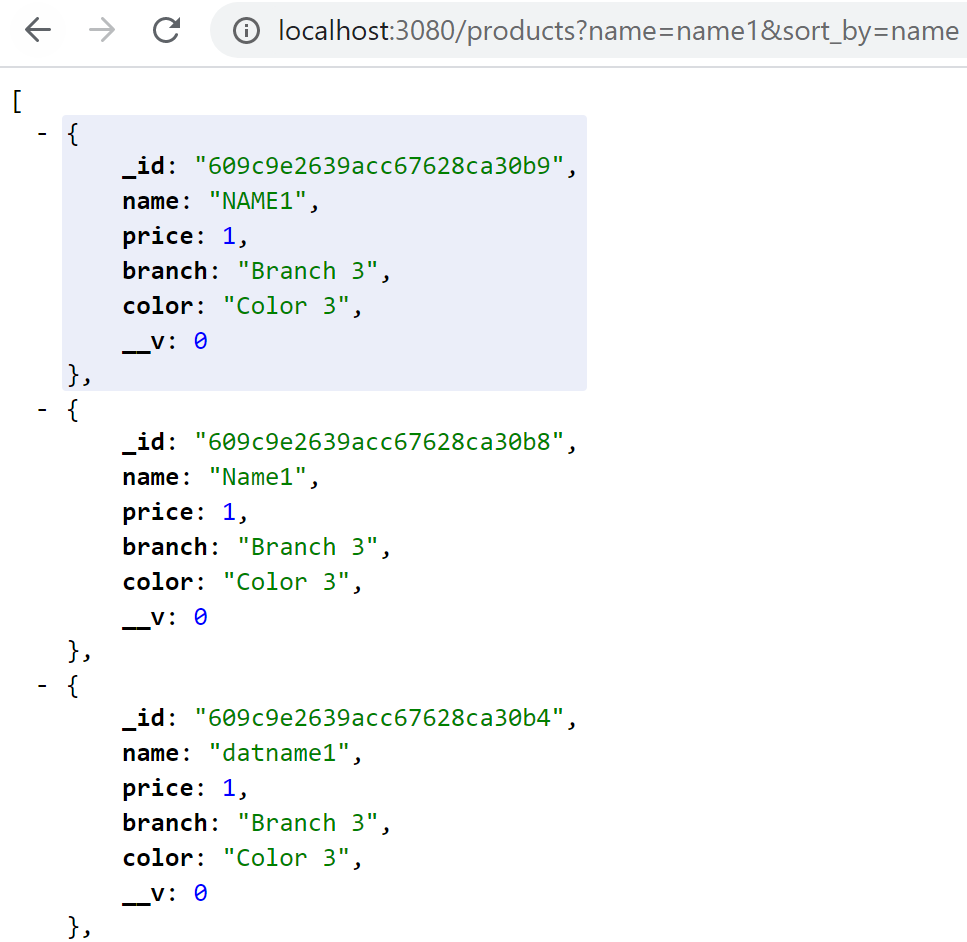 localhost:3080/products?name=name1&sort_by=name
[
- {
_id: "609c9e2639acc67628ca30b9",
name: "NAME1",
price: 1,
branch: "Branch 3",
color: "Color 3",
__v: 0
},
- {
_id: "609c9e2639acc67628ca30b8",
name: "Name1",
price: 1,
branch: "Branch 3",
color: "Color 3",
__v: 0
},
- {
_id: "609c9e2639acc67628ca30b4",
name: "datname1",
price: 1,
branch: "Branch 3",
color: "Color 3",
__v: 0
},